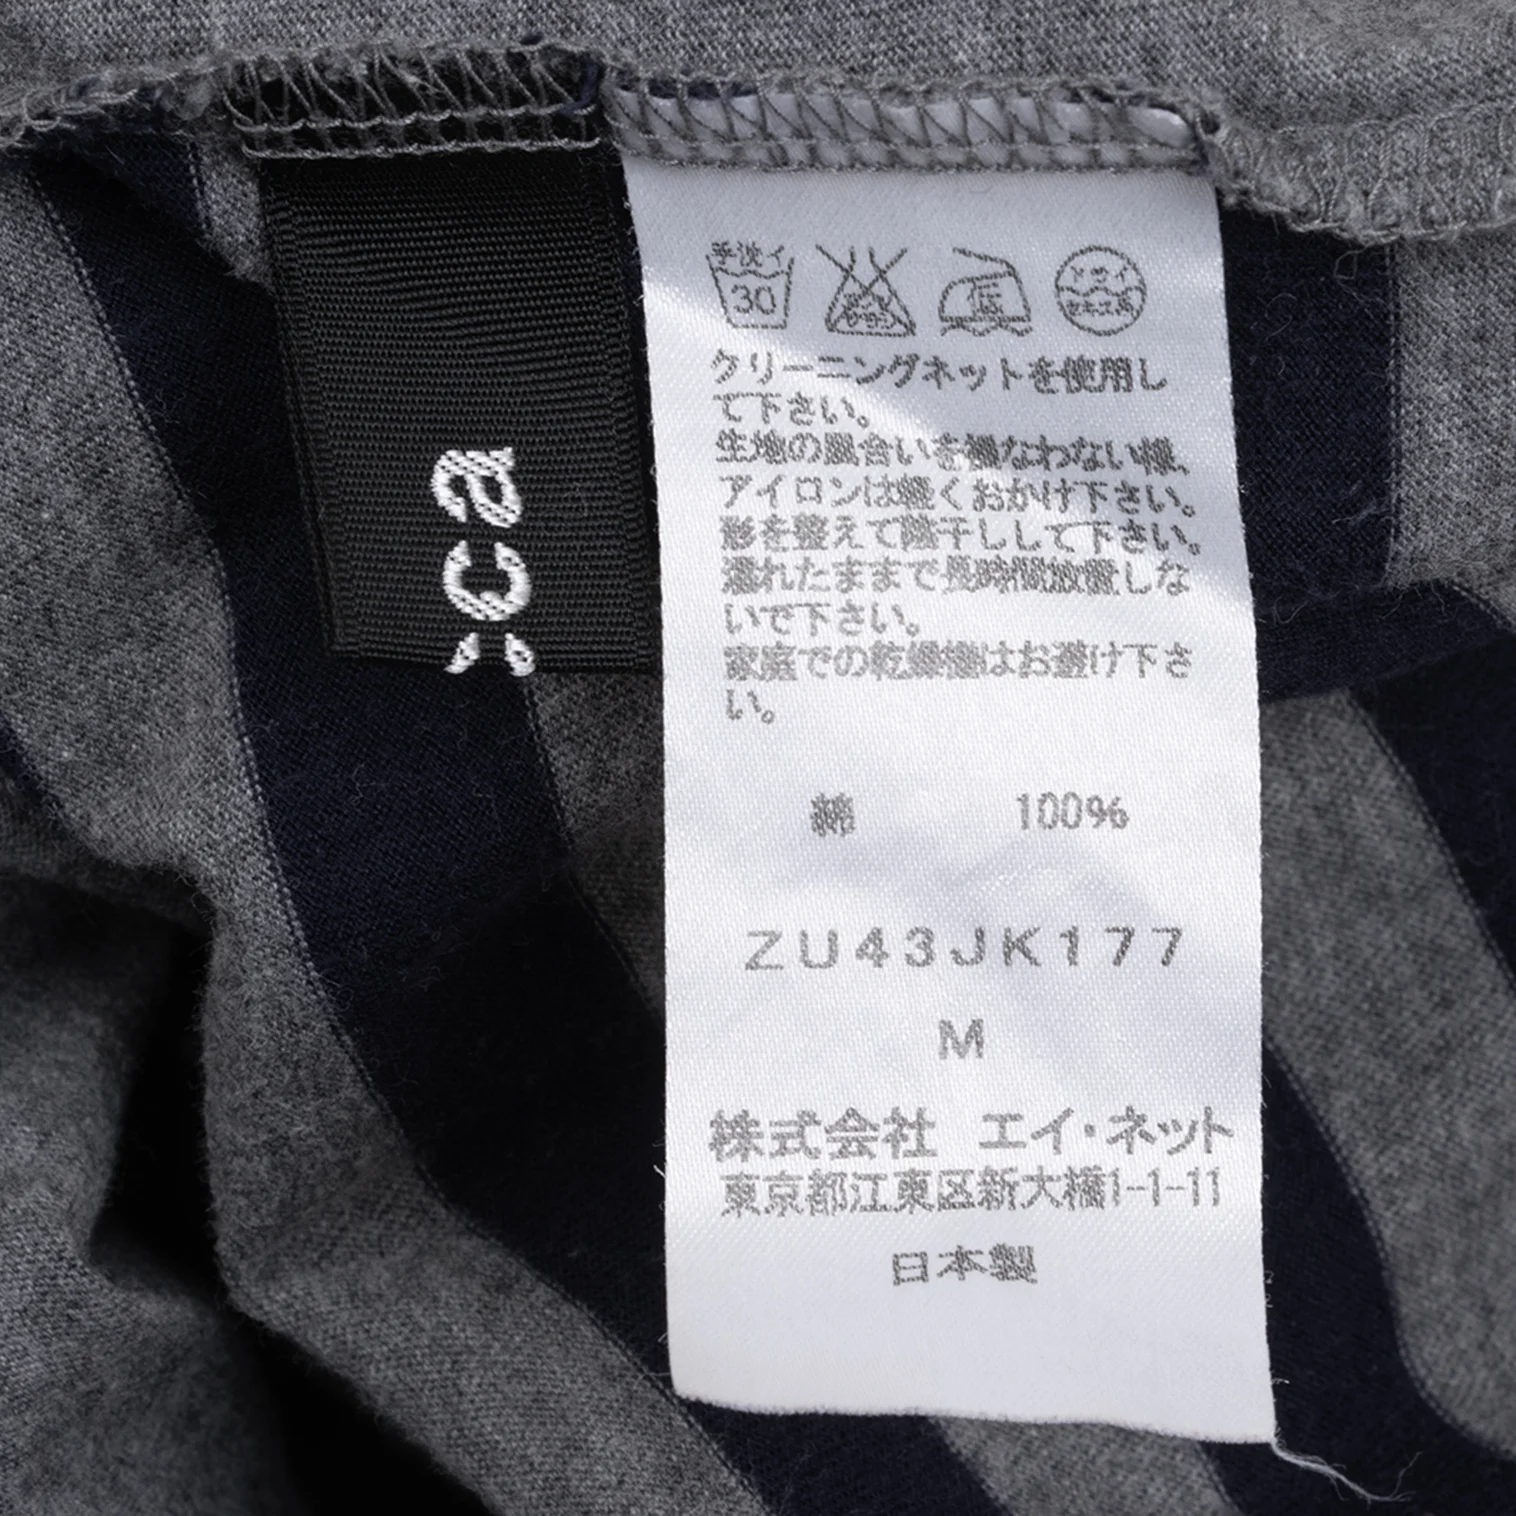 ca
手洗イ
30
クリーニングネットを使用し
て下さい。
生地の風合いを損なわない様、
アイロンは軽くおかけ下さい。
形を整えて陰干しして下さい。
濡れたままで長時間放置しな
いで下さい。
家庭での乾燥機はお避け下さ
い。
綿 100%
ZU43JK177
M
株式会社 エイ・ネット
東京都江東区新大橋1-1-11
日本製